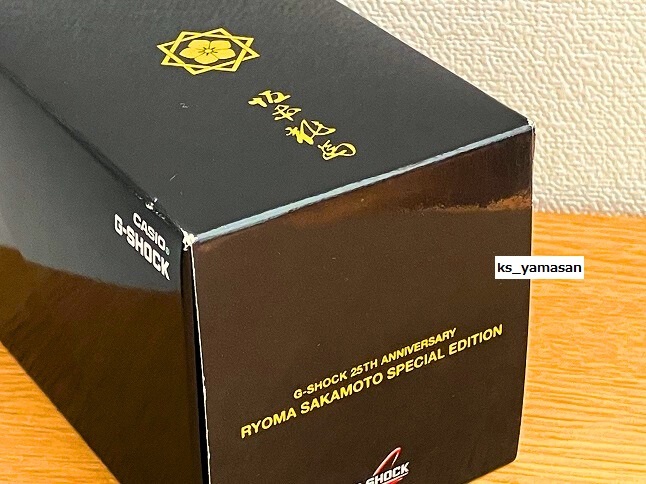 坂本龍馬
CASIO®
G-SHOCK
ks_yamasan
G-SHOCK 25TH ANNIVERSARY
RYOMA SAKAMOTO SPECIAL EDITION
SHOCK